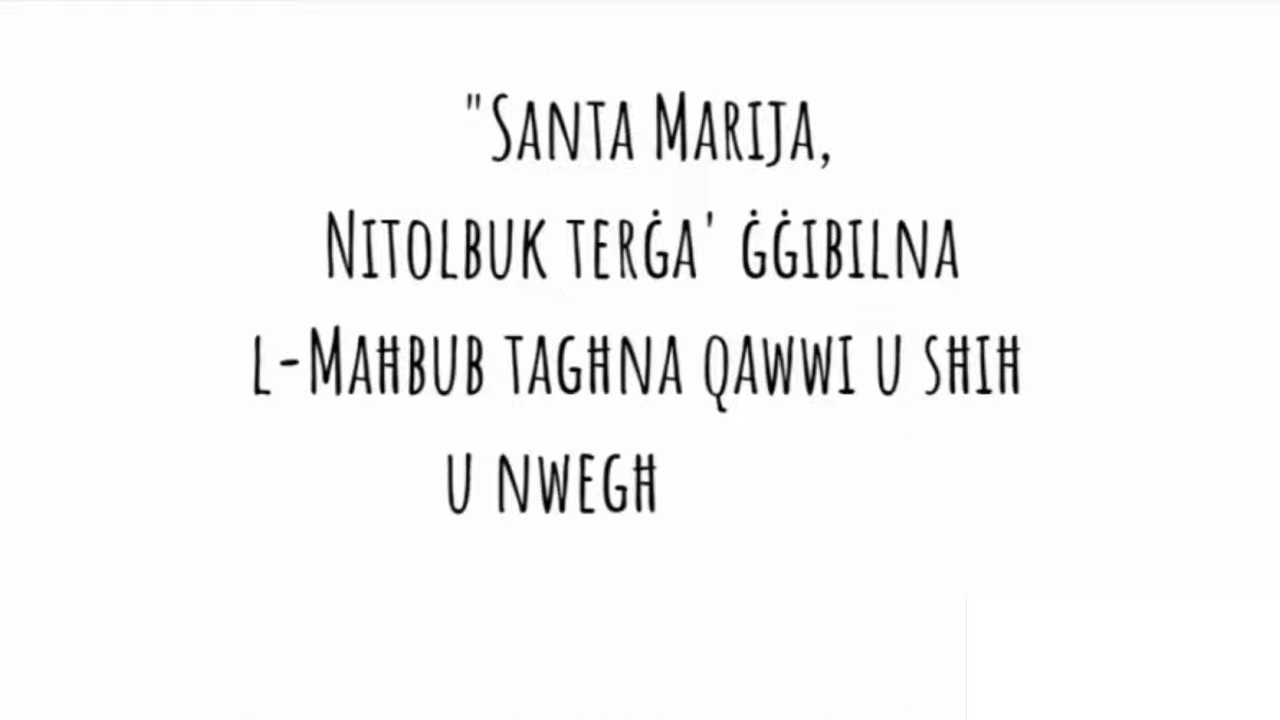 "Santa Marija,
Nitolbuk terġa' ġġibilna
l-Maħbub tagħna qawwi u sħiħ
u nwegħ